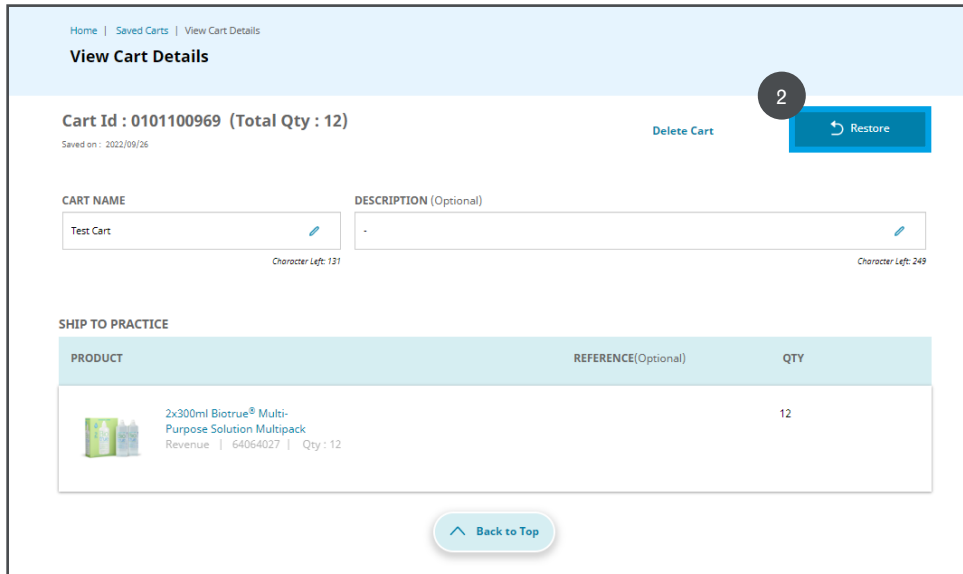 Home | Saved Carts | View Cart Details
View Cart Details
2
Cart Id : 0101100969 (Total Qty : 12)
Delete Cart
Restore
Saved on : 2022/09/26
CART NAME
DESCRIPTION (Optional)
Test Cart
-
Character Left: 131
Character Left: 249
SHIP TO PRACTICE
PRODUCT
REFERENCE(Optional)
QTY
2x300ml Biotrue® Multi-
Purpose Solution Multipack
Revenue | 64064027 | Qty : 12
12
Back to Top